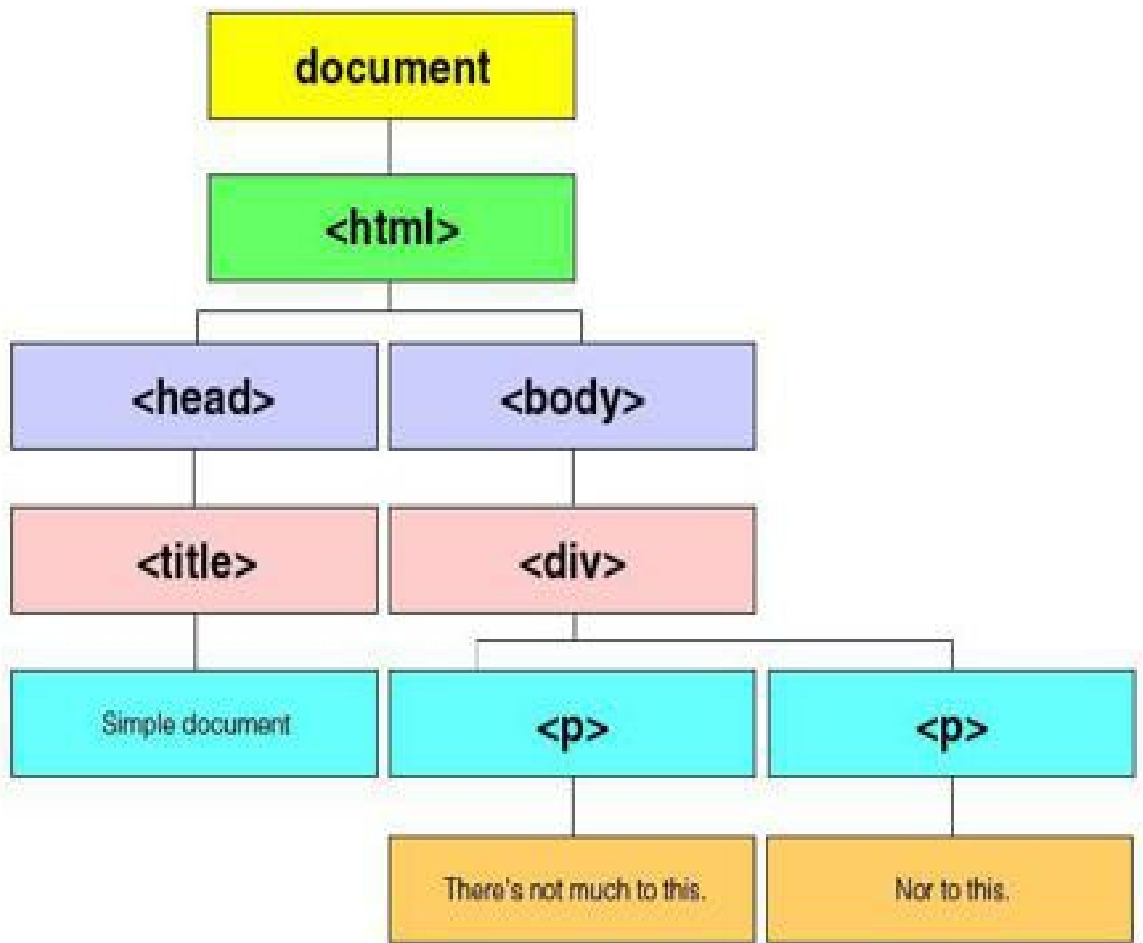 document
<html>
<head>
<body>
<title>
<div>
Simple document
<p>
<p>
There's not much to this.
Nor to this.